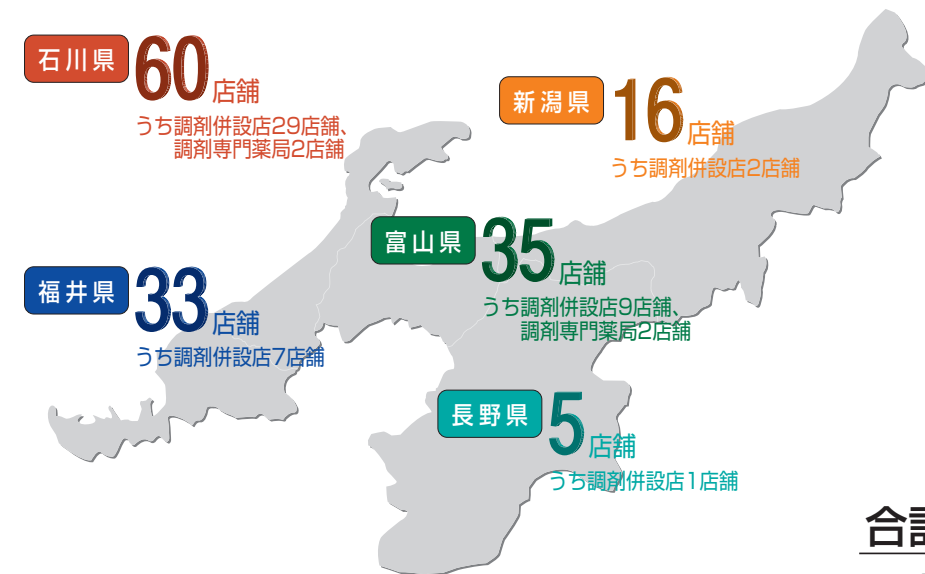 石川県
60店舗
うち調剤併設店29店舗、
調剤専門薬局2店舗
新潟県
16店舗
うち調剤併設店2店舗
富山県
35店舗
うち調剤併設店9店舗、
調剤専門薬局2店舗
福井県
33店舗
うち調剤併設店7店舗
長野県
5店舗
うち調剤併設店1店舗
合